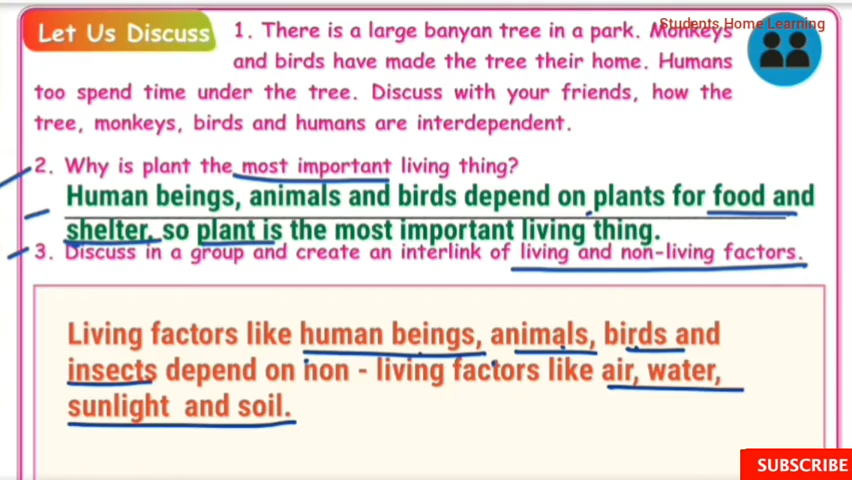 Students Home Learning
Let Us Discuss
1. There is a large banyan tree in a park. Monkeys
and birds have made the tree their home. Humans
too spend time under the tree. Discuss with your friends, how the
tree, monkeys, birds and humans are interdependent.
2. Why is plant the most important living thing?
Human beings, animals and birds depend on plants for food and
shelter, so plant is the most important living thing.
3. Discuss in a group and create an interlink of living and non-living factors.
Living factors like human beings, animals, birds and
insects depend on non - living factors like air, water,
sunlight and soil.
SUBSCRIBE